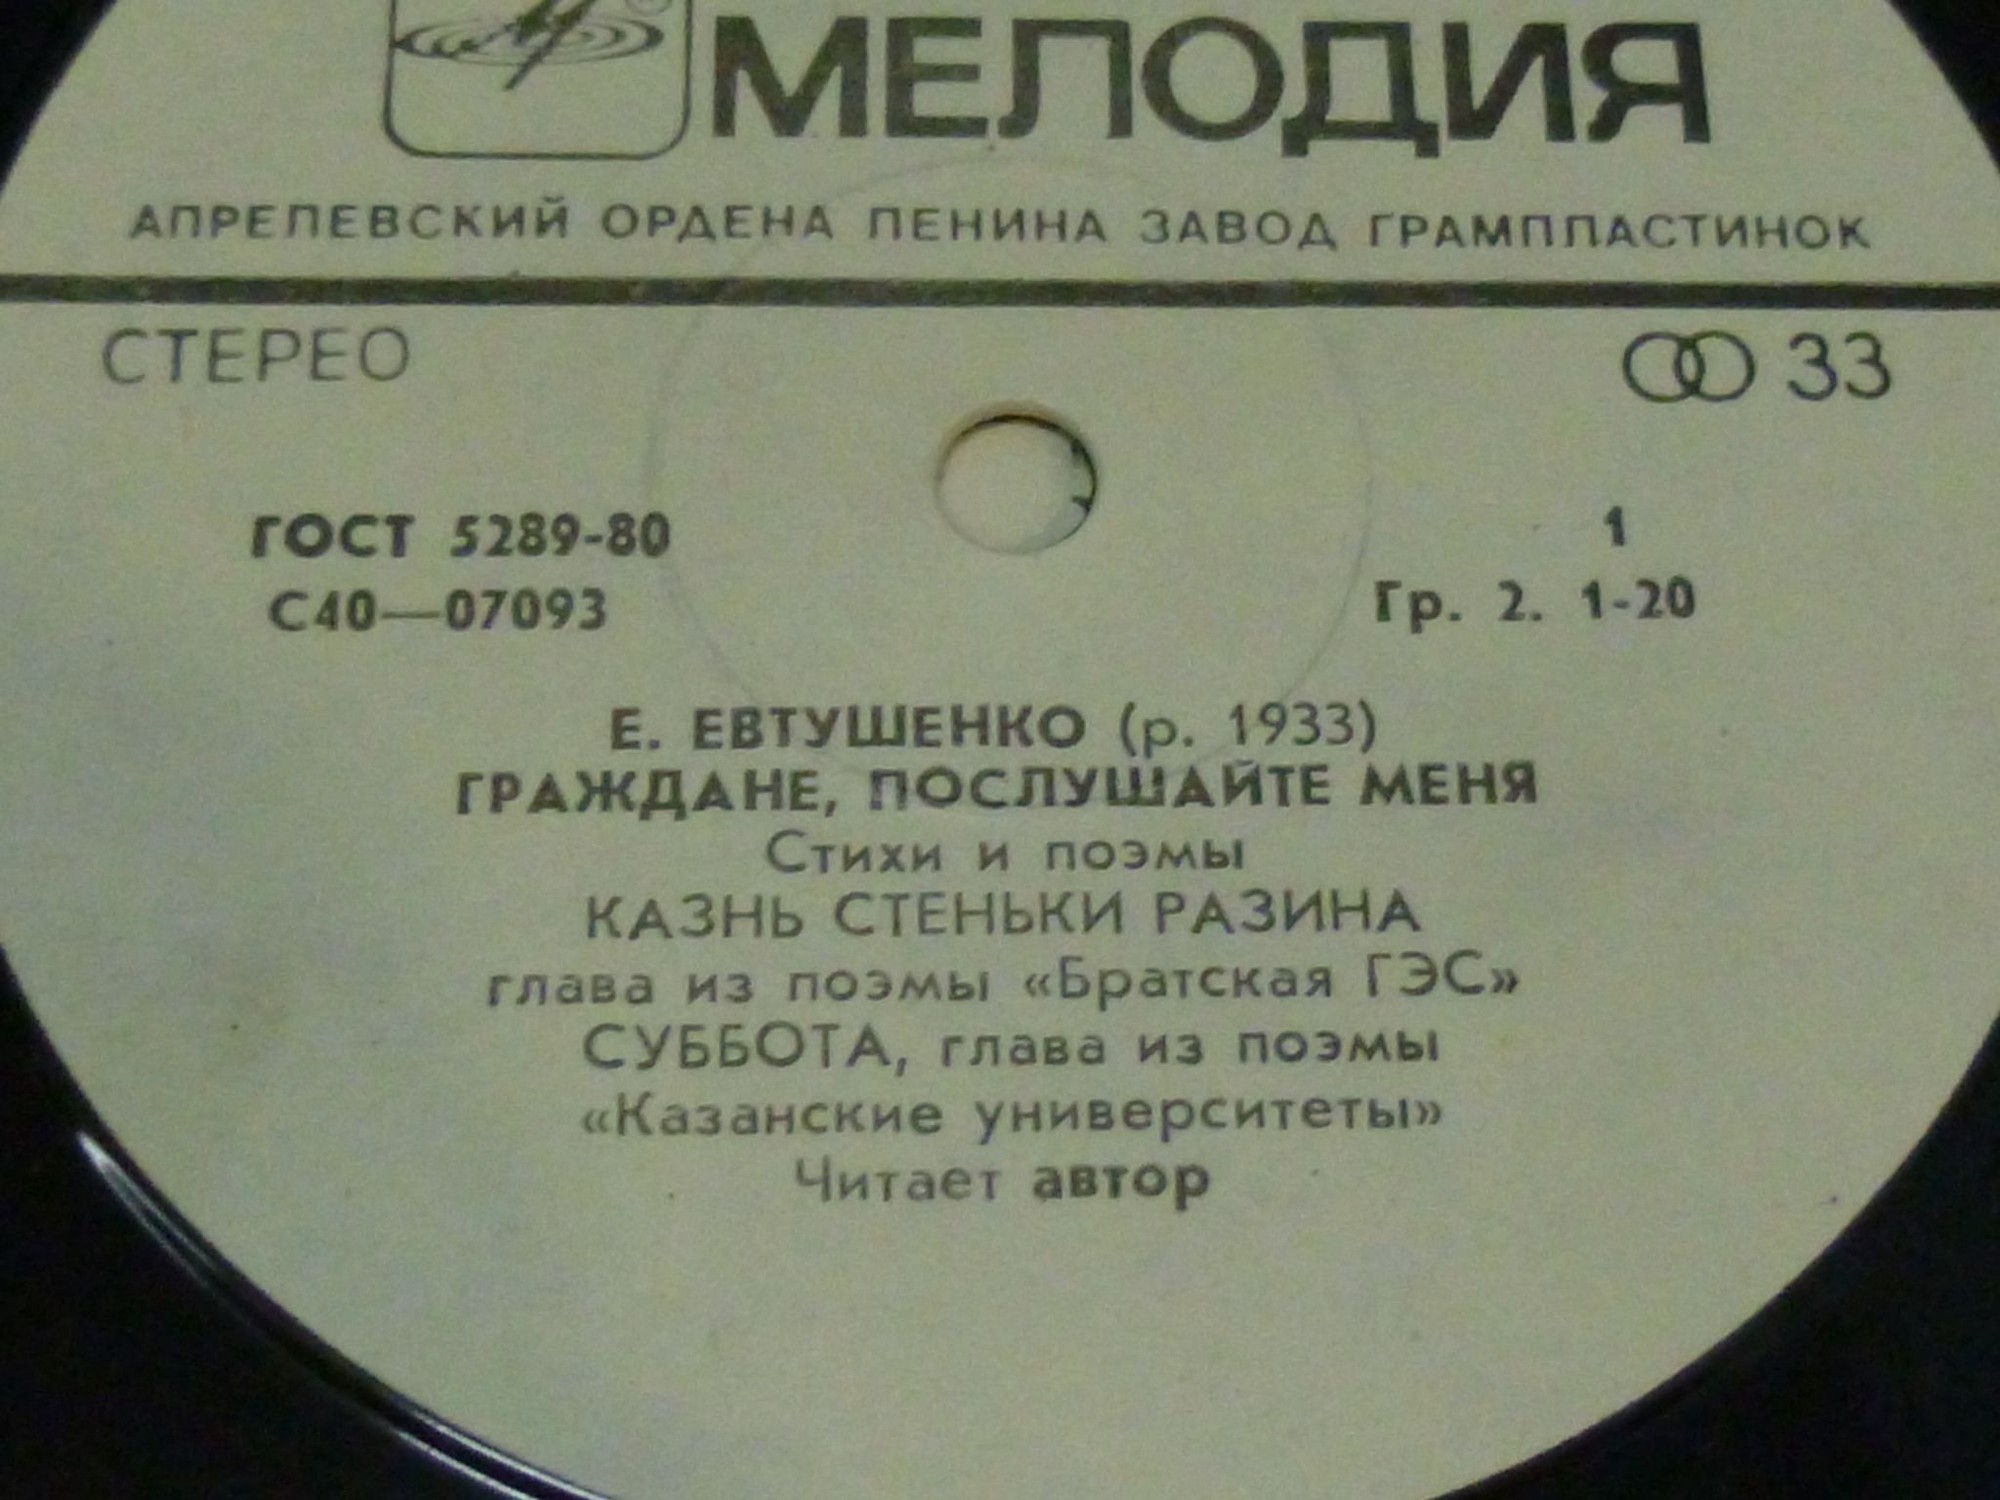 МЕЛОДИЯ
АПРЕЛЕВСКИЙ ОРДЕНА ЛЕНИНА ЗАВОД ГРАМПЛАСТИНОК
СТЕРЕО
33
ГОСТ 5289-80
1
С40—07093
Гр. 2. 1-20
Е. ЕВТУШЕНКО (р. 1933)
ГРАЖДАНЕ, ПОСЛУШАЙТЕ МЕНЯ
Стихи и поэмы
КАЗНЬ СТЕНЬКИ РАЗИНА
глава из поэмы «Братская ГЭС»
СУББОТА, глава из поэмы
«Казанские университеты»
Читает автор